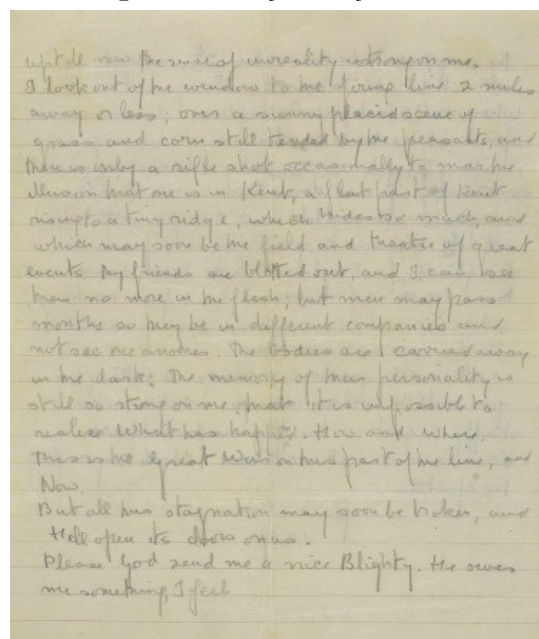 until now the sense of unreality is strong on me.
I look out of the window to the firing line 2 miles
away or less, over a sunny placid scene of
grass and corn still tended by the peasants, and
there is only a rifle shot occasionally to mar the
illusion that one is in Kent, a flat part of Kent
rising to a tiny ridge, which hides so much, and
which may soon be the field and theatre of great
events. My friends are blotted out, and I can see
them no more in the flesh; but men may pass
months so they be in different companies and
not see one another. The bodies are carried away
in the dark: The memory of their personality is
still so strong on me, that it is impossible to
realise What has happ. How and where.
This is the Great War on this part of the line, and
Now.
But all this stagnation may soon be broken, and
Hell open its doors on us.
Please God send me a nice Blighty. He owes
me something, I feel